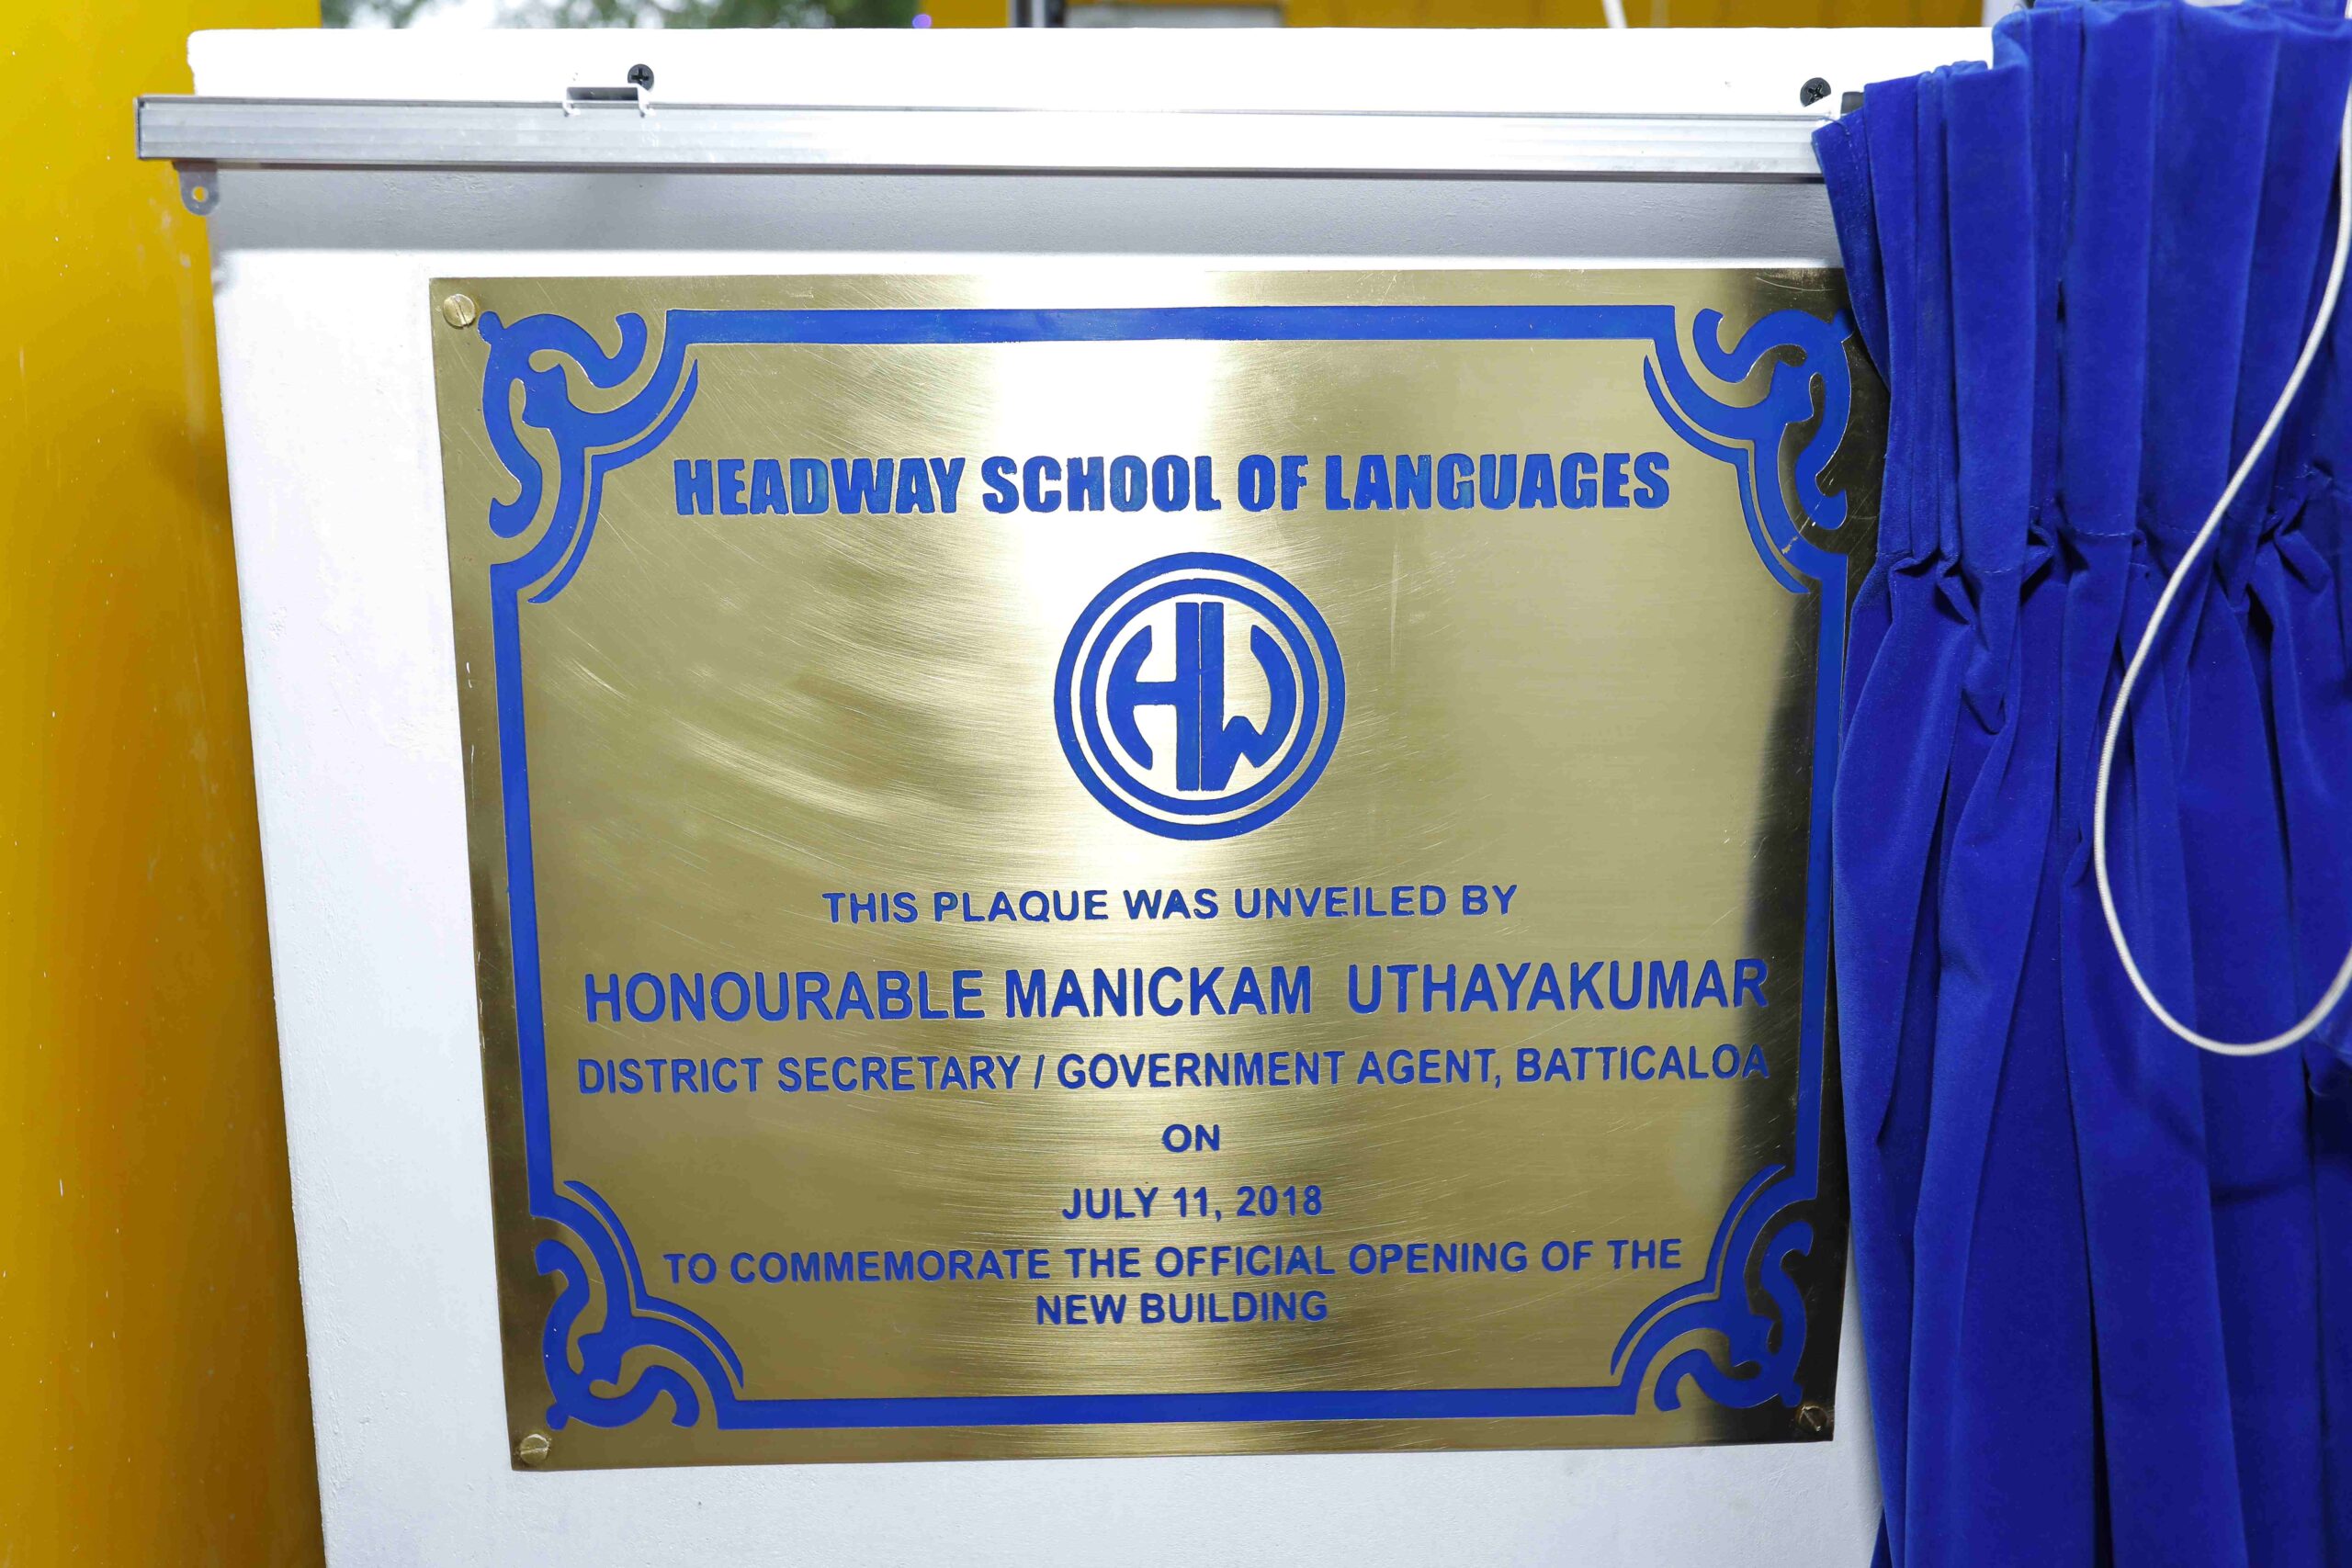 HEADWAY SCHOOL OF LANGUAGES
HW
THIS PLAQUE WAS UNVEILED BY
HONOURABLE MANICKAM UTHAYAKUMAR
DISTRICT SECRETARY / GOVERNMENT AGENT, BATTICALOA
ON
JULY 11, 2018
TO COMMEMORATE THE OFFICIAL OPENING OF THE
NEW BUILDING